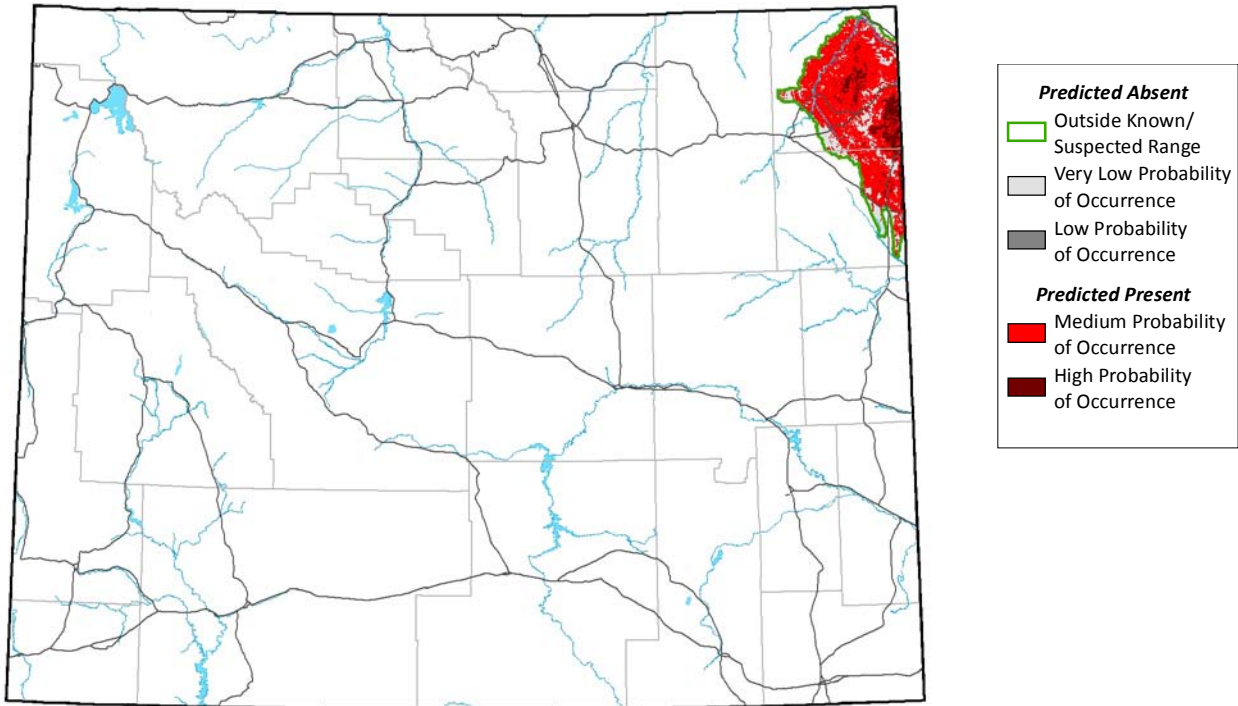 Predicted Absent
Outside Known/
Suspected Range
Very Low Probability
of Occurrence
Low Probability
of Occurrence
Predicted Present
Medium Probability
of Occurrence
High Probability
of Occurrence